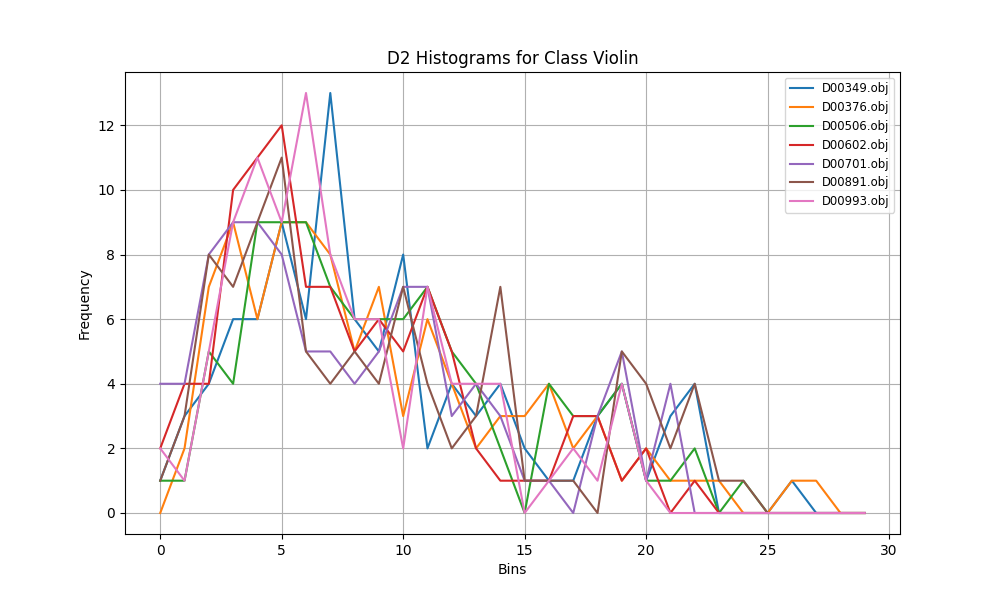 D2 Histograms for Class Violin
D00349.obj
D00376.obj
D00506.obj
D00602.obj
D00701.obj
D00891.obj
D00993.obj
Frequency
12
10
8
6
4
2
0
0 5 10 15 20 25 30
Bins